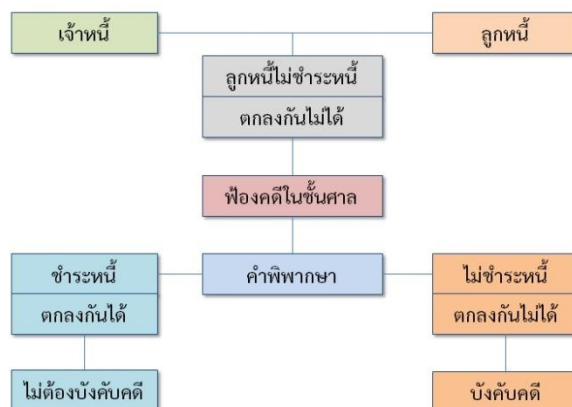 เจ้าหนี้
ลูกหนี้
ลูกหนี้ไม่ชำระหนี้
ตกลงกันไม่ได้
ฟ้องคดีในชั้นศาล
ชำระหนี้
คำพิพากษา
ไม่ชำระหนี้
ตกลงกันได้
ตกลงกันไม่ได้
ไม่ต้องบังคับคดี
บังคับคดี